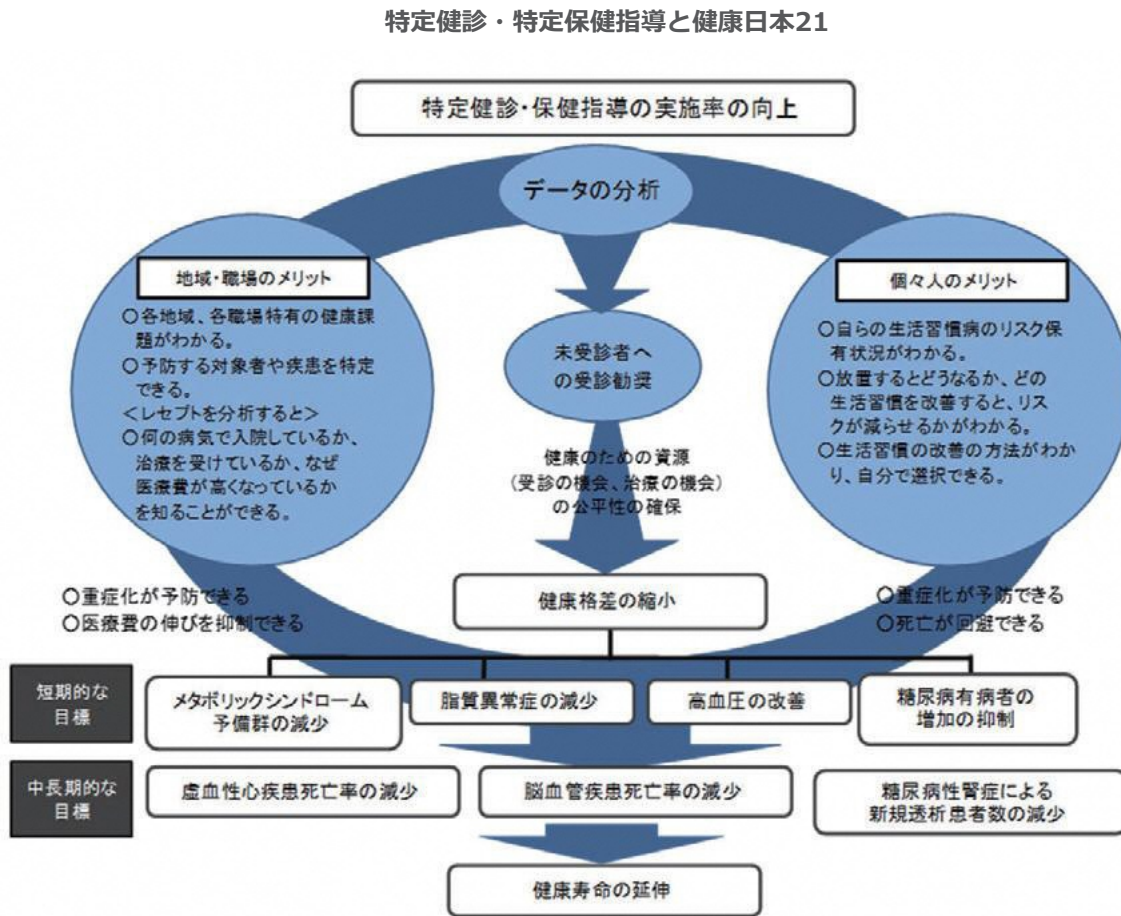 特定健診・特定保健指導と健康日本21
特定健診・保健指導の実施率の向上
データの分析
地域・職場のメリット
○各地域、各職場特有の健康課
題がわかる。
○予防する対象者や疾患を特定
できる。
<レセプトを分析すると>
○何の病気で入院しているか、
治療を受けているか、なぜ
医療費が高くなっているか
を知ることができる。
未受診者へ
の受診勧奨
個々人のメリット
○自らの生活習慣病のリスク保
有状況がわかる。
○放置するとどうなるか、どの
生活習慣を改善すると、リス
クが減らせるかがわかる。
○生活習慣の改善の方法がわか
り、自分で選択できる。
健康のための資源
(受診の機会、治療の機会)
の公平性の確保
○重症化が予防できる
○医療費の伸びを抑制できる
健康格差の縮小
○重症化が予防できる
○死亡が回避できる
短期的な
目標
メタボリックシンドローム
予備群の減少
脂質異常症の減少
高血圧の改善
糖尿病有病者の
増加の抑制
中長期的な
目標
虚血性心疾患死亡率の減少
脳血管疾患死亡率の減少
糖尿病性腎症による
新規透析患者数の減少
健康寿命の延伸